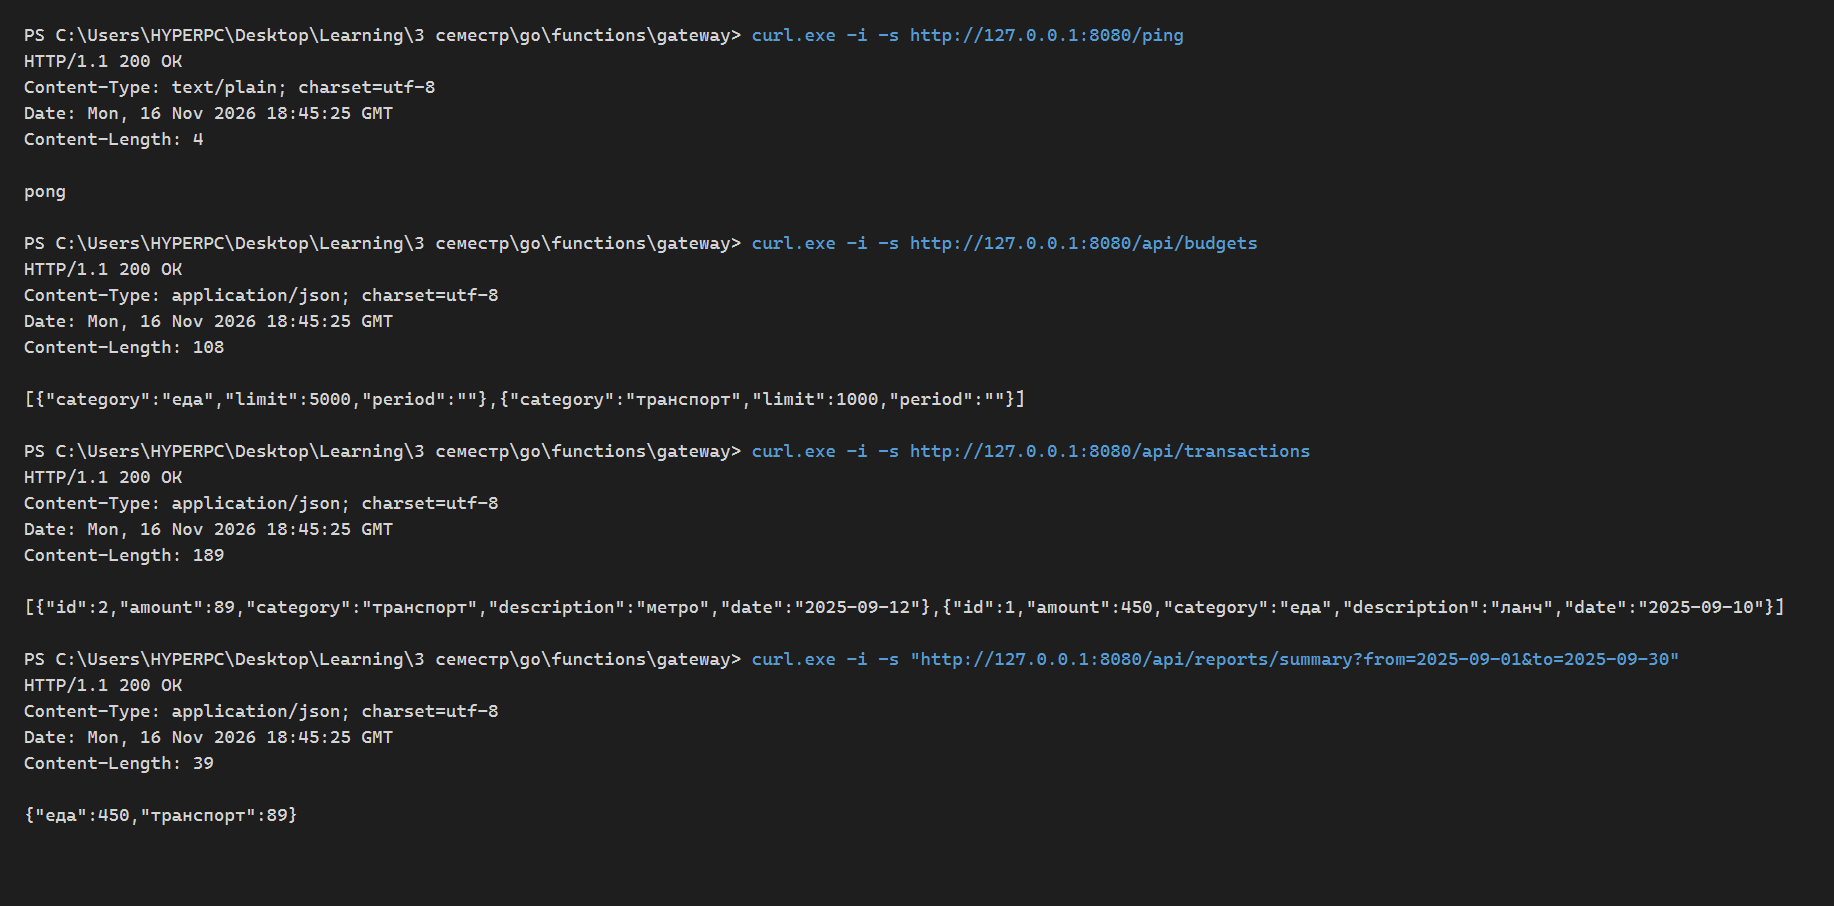 PS C:\Users\HYPERPC\Desktop\Learning\3 семестр\go\functions\gateway> curl.exe -i -s http://127.0.0.1:8080/ping
HTTP/1.1 200 OK
Content-Type: text/plain; charset=utf-8
Date: Mon, 16 Nov 2026 18:45:25 GMT
Content-Length: 4

pong

PS C:\Users\HYPERPC\Desktop\Learning\3 семестр\go\functions\gateway> curl.exe -i -s http://127.0.0.1:8080/api/budgets
HTTP/1.1 200 OK
Content-Type: application/json; charset=utf-8
Date: Mon, 16 Nov 2026 18:45:25 GMT
Content-Length: 108

[{"category":"еда","limit":5000,"period":""},{"category":"транспорт","limit":1000,"period":""}]

PS C:\Users\HYPERPC\Desktop\Learning\3 семестр\go\functions\gateway> curl.exe -i -s http://127.0.0.1:8080/api/transactions
HTTP/1.1 200 OK
Content-Type: application/json; charset=utf-8
Date: Mon, 16 Nov 2026 18:45:25 GMT
Content-Length: 189

[{"id":2,"amount":89,"category":"транспорт","description":"метро","date":"2025-09-12"},{"id":1,"amount":450,"category":"еда","description":"ланч","date":"2025-09-10"}]

PS C:\Users\HYPERPC\Desktop\Learning\3 семестр\go\functions\gateway> curl.exe -i -s "http://127.0.0.1:8080/api/reports/summary?from=2025-09-01&to=2025-09-30"
HTTP/1.1 200 OK
Content-Type: application/json; charset=utf-8
Date: Mon, 16 Nov 2026 18:45:25 GMT
Content-Length: 39

{"еда":450,"транспорт":89}